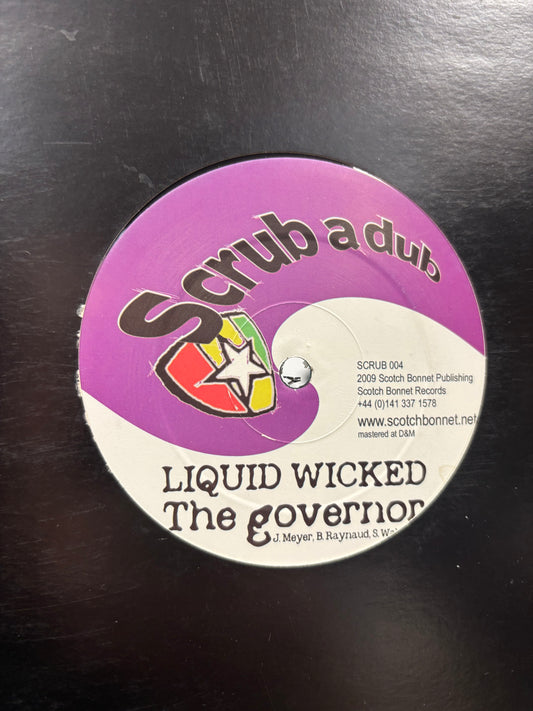 Scrub a dub
SCRUB 004
2009 Scotch Bonnet Publishing
Scotch Bonnet Records
+44 (0)141 337 1578
www.scotchbonnet.net
mastered at D&M
LIQUID WICKED
The governor
J. Meyer, B. Raynaud, S.